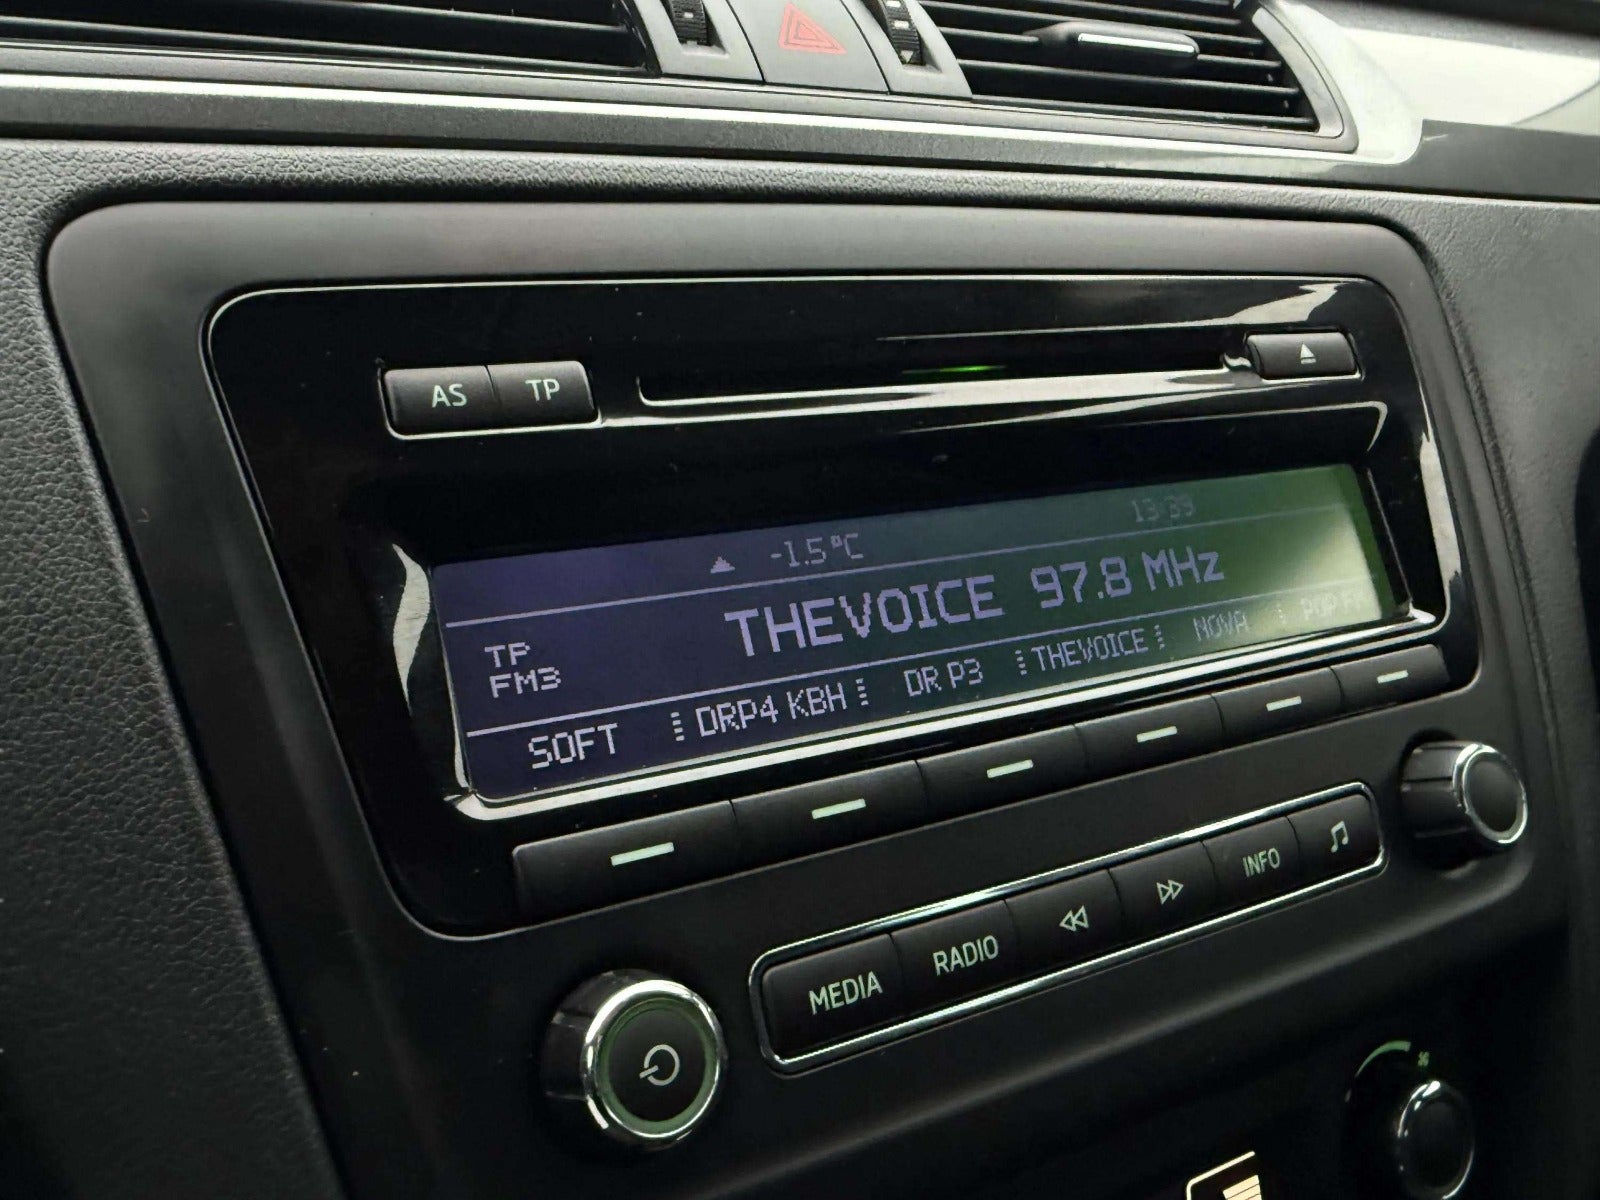 AS TP
-1.5°C 13:39
TP
FM3
THEVOICE 97.8 MHz
SOFT DRP4 KBH DR P3 THEVOICE NOVA POP FM
MEDIA RADIO INFO